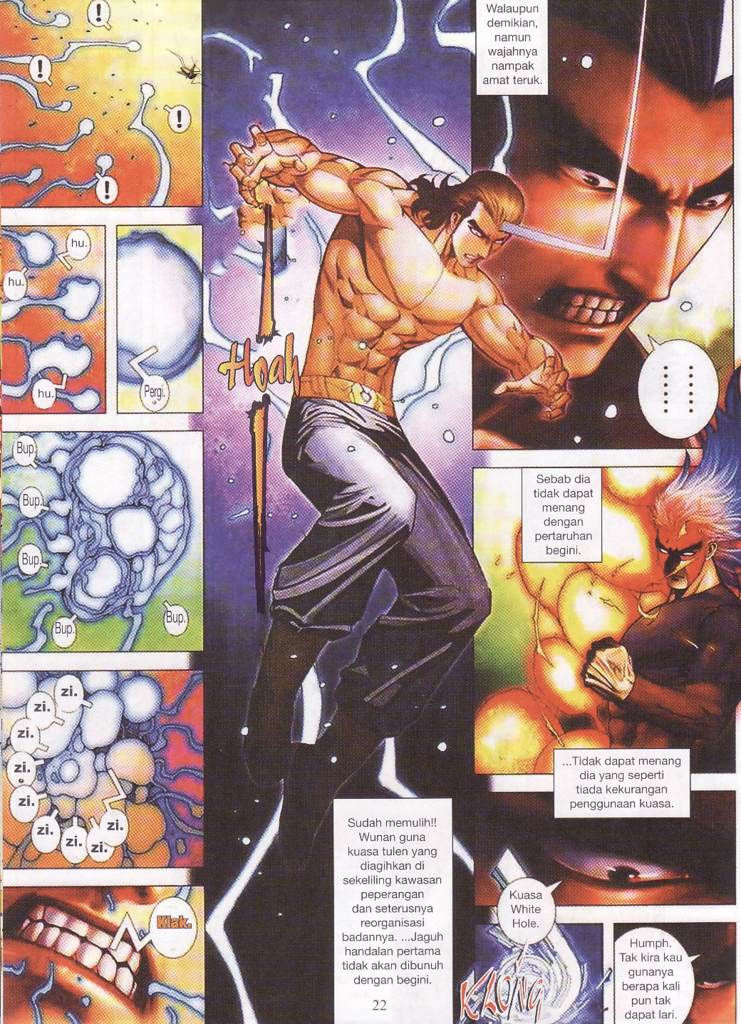 !
!
!
!
hu.
hu.
hu.
Pergi.
Bup.
Bup.
Bup.
Bup.
Bup.
zi.
zi.
zi.
zi.
zi.
zi.
zi.
zi.
zi.
zi.
Klak.
Hoah
Walaupun
demikian,
namun
wajahnya
nampak
amat teruk.
Sebab dia
tidak dapat
menang
dengan
pertaruhan
begini.
...Tidak dapat menang
dia yang seperti
tiada kekurangan
penggunaan kuasa.
Sudah memulih!!
Wunan guna
kuasa tulen yang
diagihkan di
sekeliling kawasan
peperangan
dan seterusnya
reorganisasi
badannya. ...Jaguh
handalan pertama
tidak akan dibunuh
dengan begini.
Kuasa
White
Hole.
KLONG
Humph.
Tak kira kau
gunanya
berapa kali
pun tak
dapat lari.
22